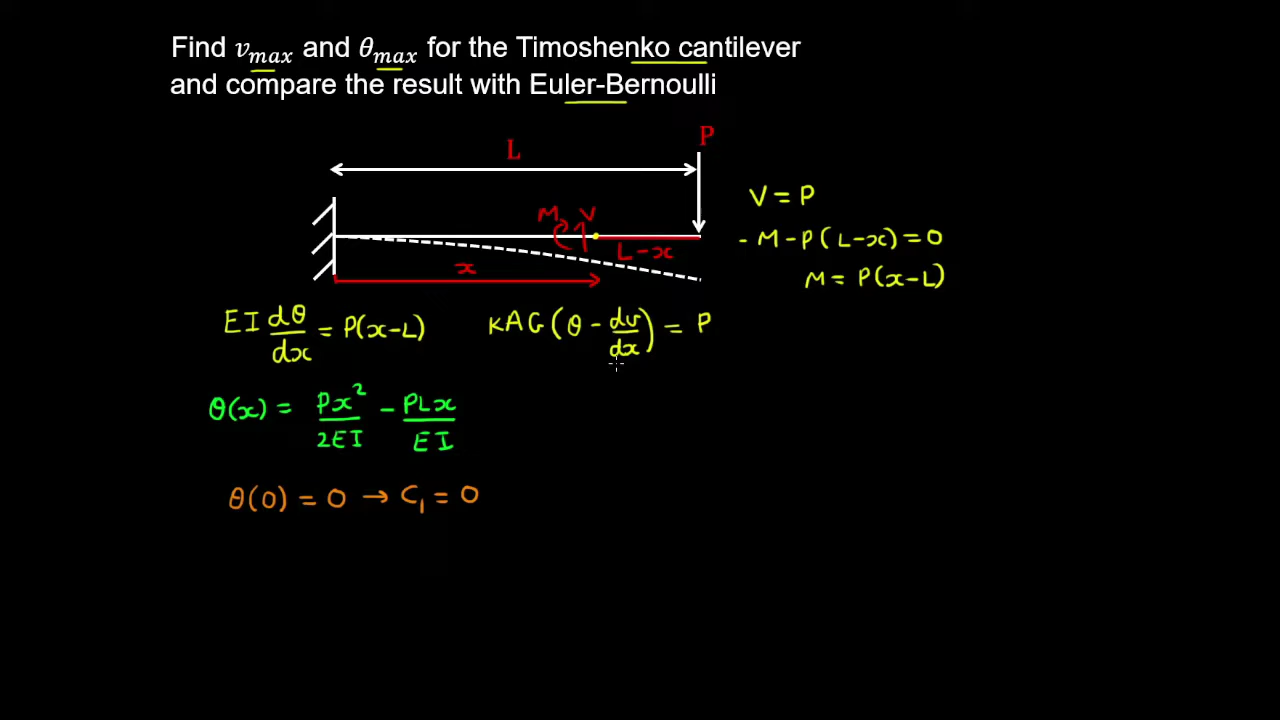 Find v_max and θ_max for the Timoshenko cantilever
and compare the result with Euler-Bernoulli
P
L
V = P
M V
- M - P(L-x) = 0
L-x
x
M = P(x-L)
EI dθ/dx = P(x-L)
KAG(θ - dv/dx) = P
θ(x) = Px²/2EI - PLx/EI
θ(0) = 0 → C₁ = 0